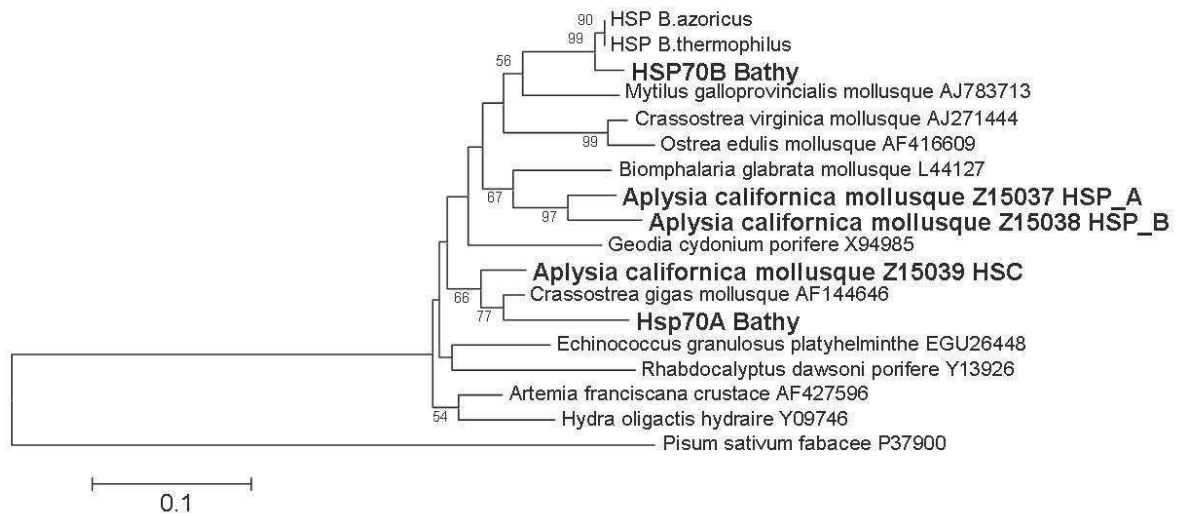 90
HSP B.azoricus
99
HSP B.thermophilus
56
HSP70B Bathy
Mytilus galloprovincialis mollusque AJ783713
Crassostrea virginica mollusque AJ271444
99
Ostrea edulis mollusque AF416609
Biomphalaria glabrata mollusque L44127
67
Aplysia californica mollusque Z15037 HSP_A
97
Aplysia californica mollusque Z15038 HSP_B
Geodia cydonium porifere X94985
Aplysia californica mollusque Z15039 HSC
66
Crassostrea gigas mollusque AF144646
77
Hsp70A Bathy
Echinococcus granulosus platyhelminthe EGU26448
Rhabdocalyptus dawsoni porifere Y13926
Artemia franciscana crustace AF427596
54
Hydra oligactis hydraire Y09746
Pisum sativum fabacee P37900
0.1